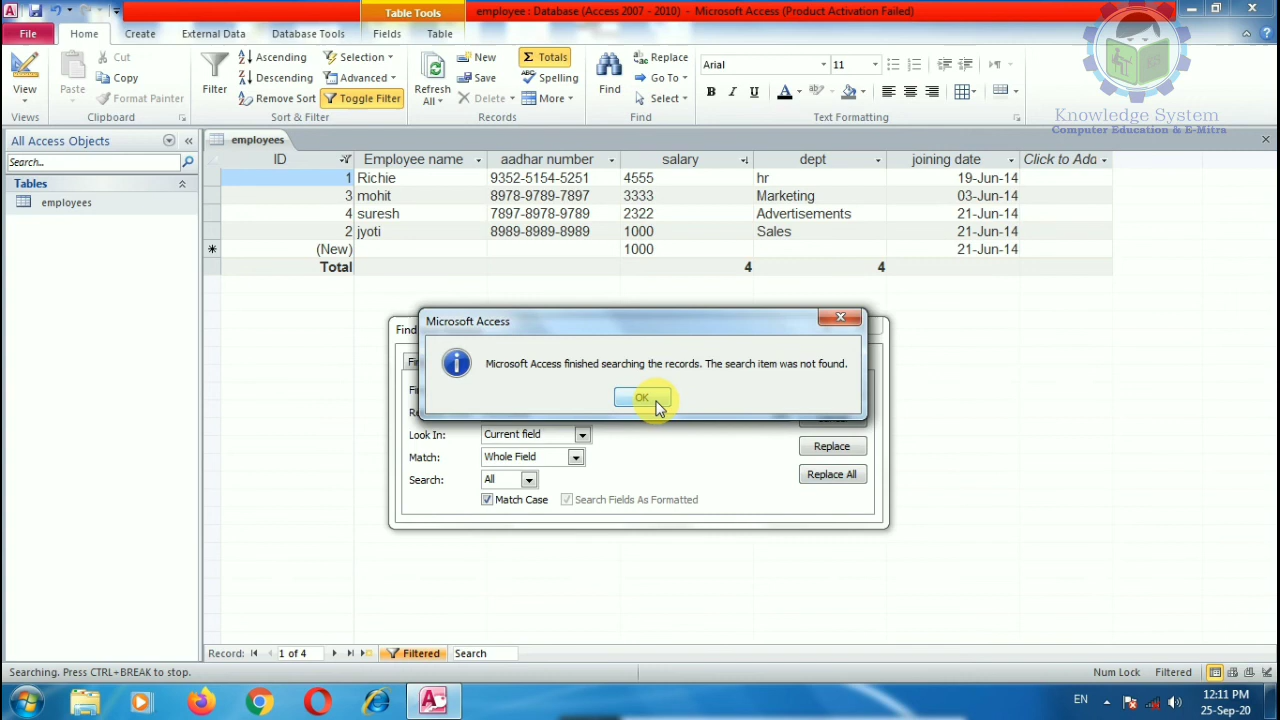 Table Tools
employee : Database (Access 2007 - 2010) - Microsoft Access (Product Activation Failed)
File Home Create External Data Database Tools Fields Table
View
Views
Paste
Cut
Copy
Format Painter
Clipboard
Filter
Ascending
Descending
Remove Sort
Selection
Advanced
Toggle Filter
Sort & Filter
Refresh
All
New
Save
Delete
Totals
Spelling
More
Records
Find
Replace
Go To
Select
Find
Arial 11
B I U A
Text Formatting
Knowledge System
Computer Education & E-Mitra
All Access Objects
Search...
Tables
employees
employees
ID Employee name aadhar number salary dept joining date Click to Add
1 Richie 9352-5154-5251 4555 hr 19-Jun-14
3 mohit 8978-9789-7897 3333 Marketing 03-Jun-14
4 suresh 7897-8978-9789 2322 Advertisements 21-Jun-14
2 jyoti 8989-8989-8989 1000 Sales 21-Jun-14
(New) 1000 21-Jun-14
Total 4 4
Find
Microsoft Access
Microsoft Access finished searching the records. The search item was not found.
OK
Look In: Current field
Match: Whole Field
Search: All
Match Case Search Fields As Formatted
Replace
Replace All
Record: 1 of 4 Filtered Search
Searching. Press CTRL+BREAK to stop.
Num Lock Filtered
EN
12:11 PM
25-Sep-20